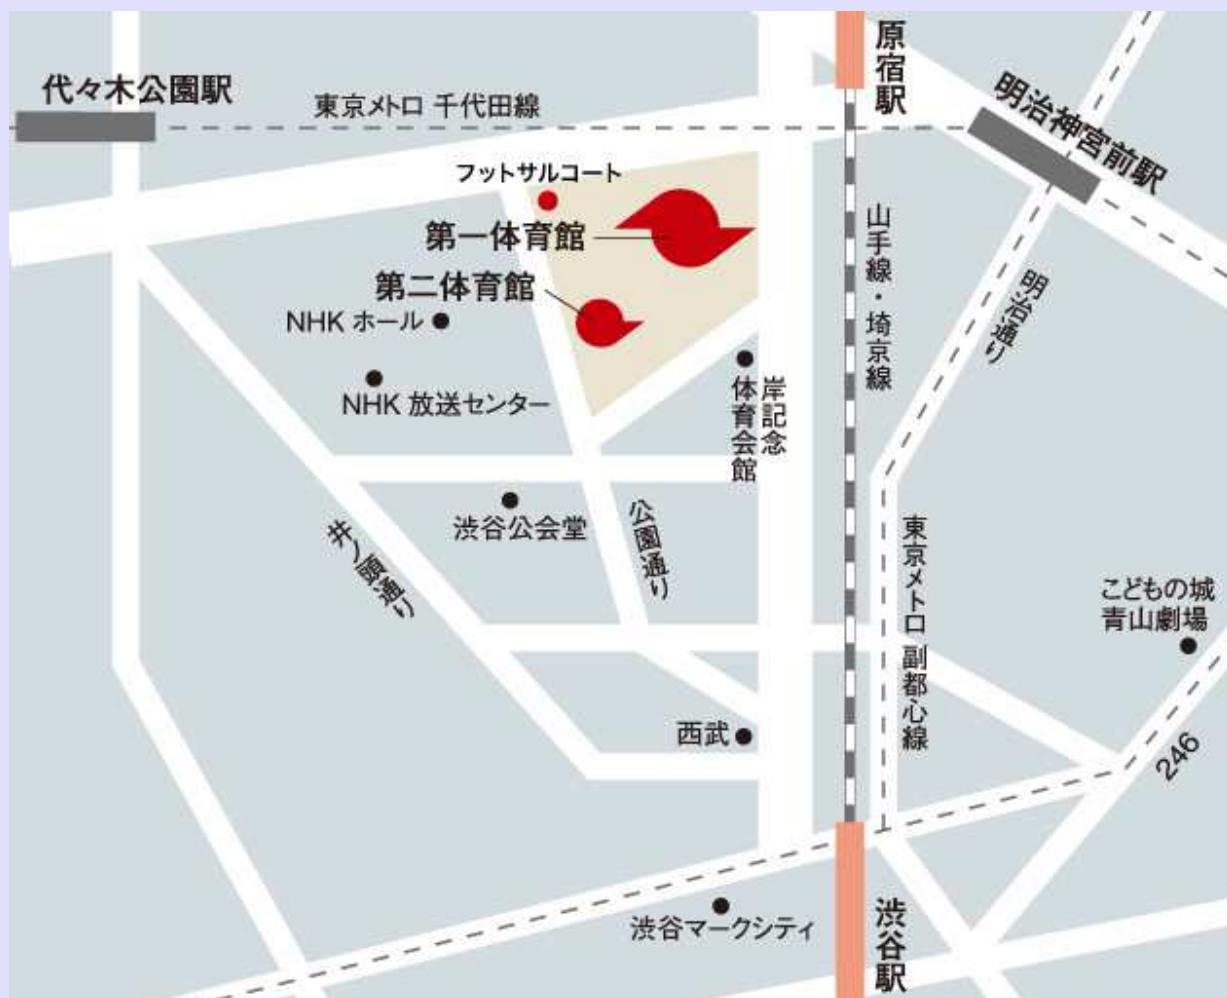 原宿駅
代々木公園駅
東京メトロ 千代田線
明治神宮前駅
フットサルコート
第一体育館
山手線・埼京線
第二体育館
明治通り
NHK ホール
NHK 放送センター
岸記念
体育会館
渋谷公会堂
公園通り
井ノ頭通り
東京メトロ 副都心線
こどもの城
青山劇場
西武
246
渋谷マークシティ
渋谷駅